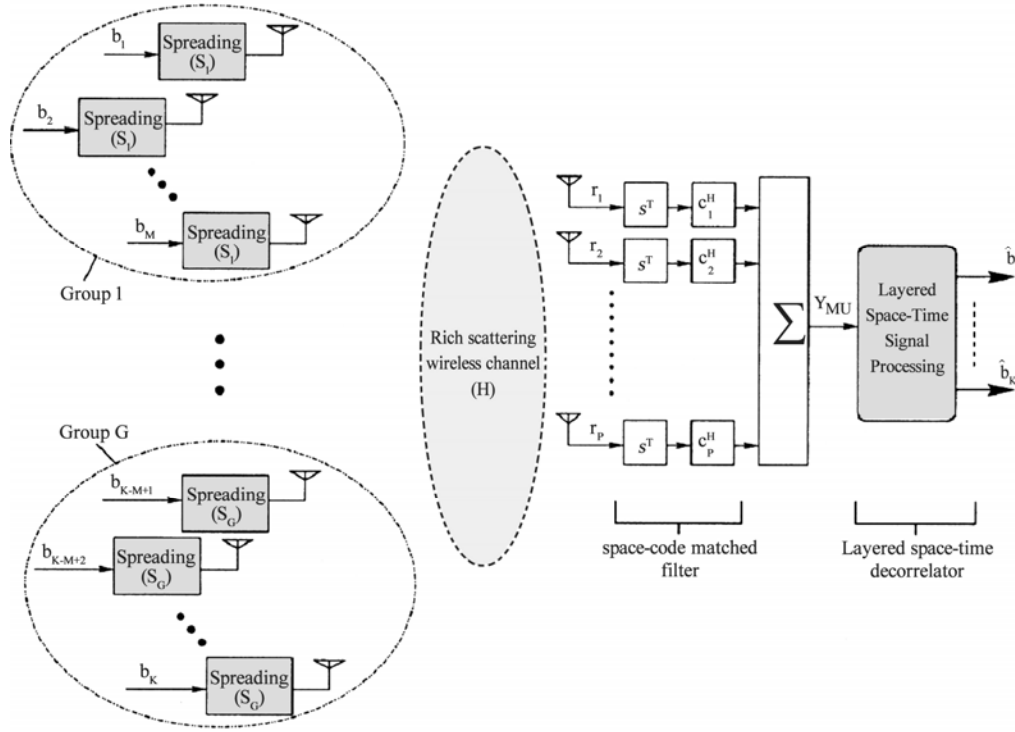 b1
Spreading
(S1)
b2
Spreading
(S1)
bM
Spreading
(S1)
Group 1
Group G
bK-M+1
Spreading
(SG)
bK-M+2
Spreading
(SG)
bK
Spreading
(SG)
Rich scattering
wireless channel
(H)
r1
sT
c1H
r2
sT
c2H
rP
sT
cPH
Σ
YMU
Layered
Space-Time
Signal
Processing
b̂
b̂K
space-code matched
filter
Layered space-time
decorrelator